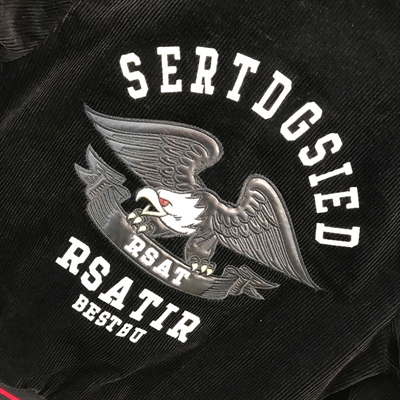 SERTDGSIED
RSAT
RSATIR
BESTBU